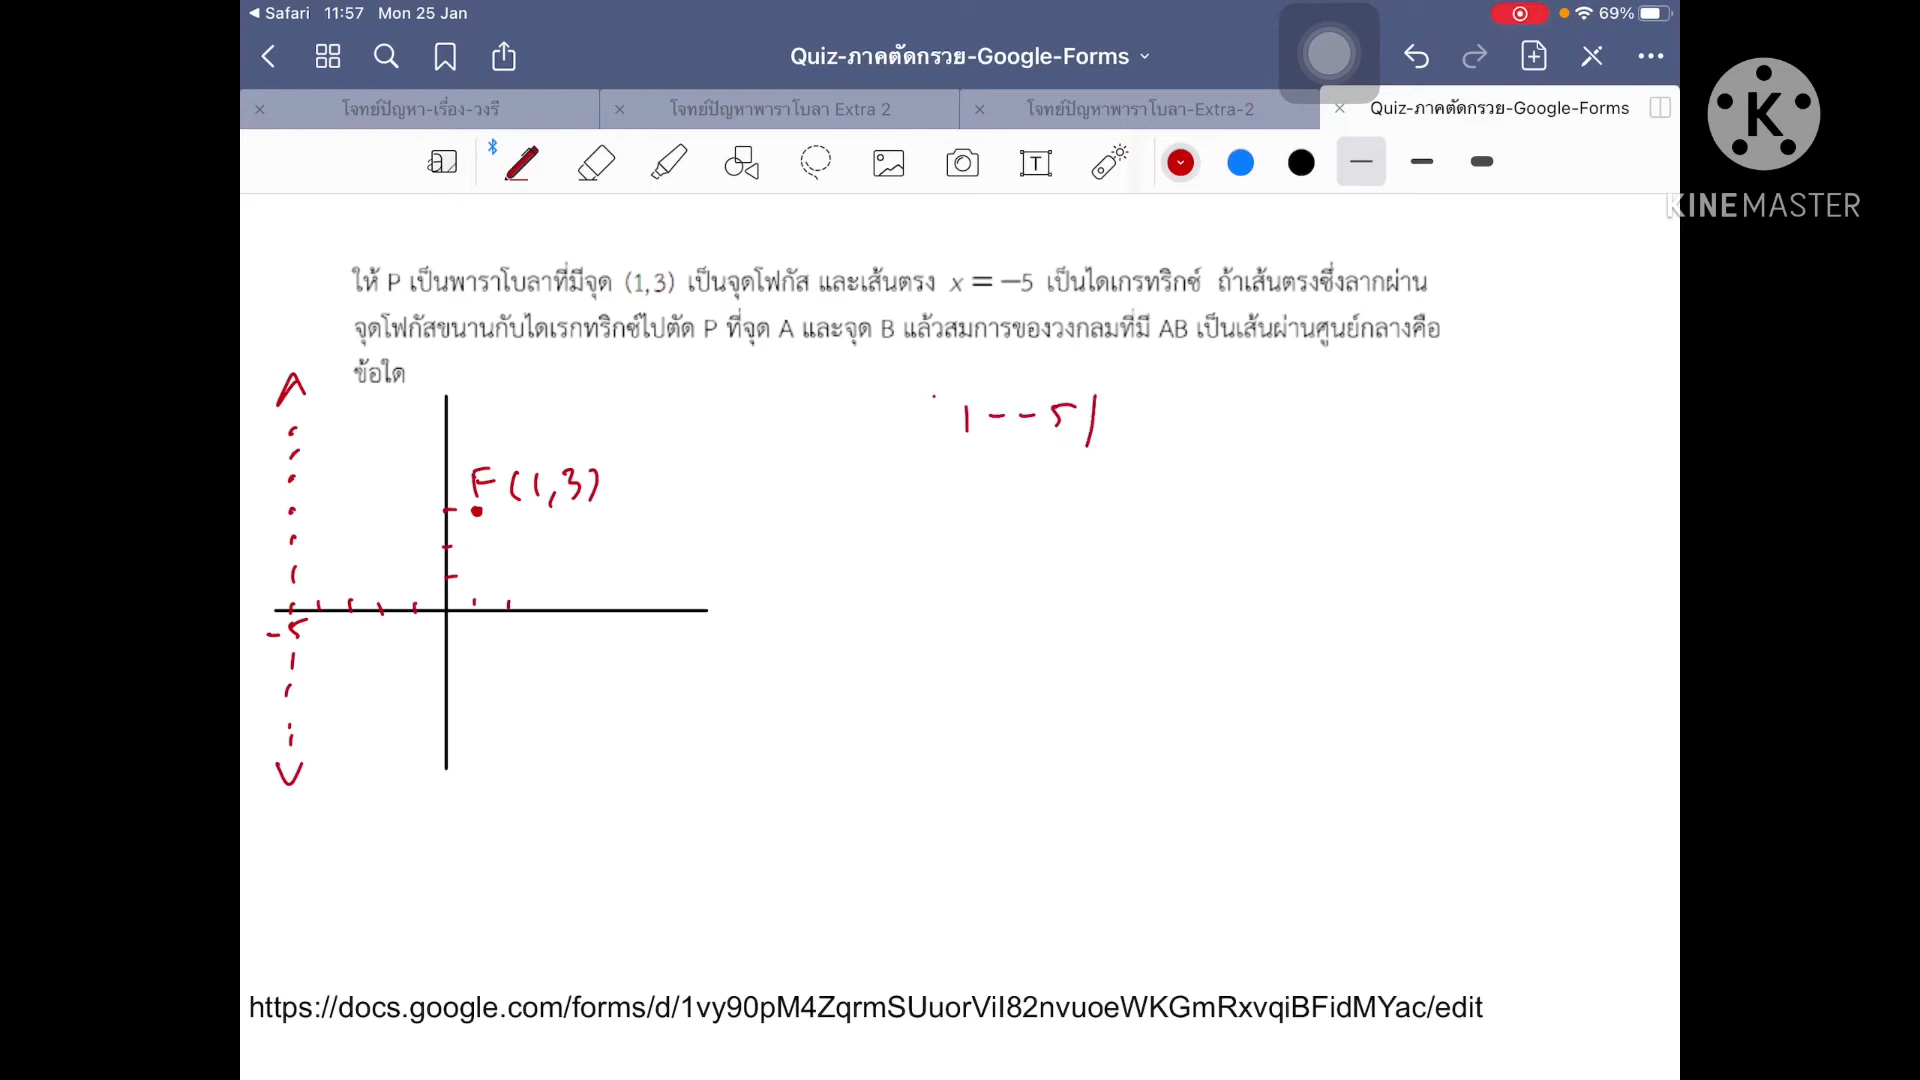 Safari 11:57 Mon 25 Jan
69%
Quiz-ภาคตัดกรวย-Google-Forms
โจทย์ปัญหา-เรื่อง-วงรี
โจทย์ปัญหาพาราโบลา Extra 2
โจทย์ปัญหาพาราโบลา-Extra-2
Quiz-ภาคตัดกรวย-Google-Forms
T
K
KINEMASTER
ให้ P เป็นพาราโบลาที่มีจุด (1,3) เป็นจุดโฟกัส และเส้นตรง x = −5 เป็นไดเกรทริกซ์ ถ้าเส้นตรงซึ่งลากผ่าน
จุดโฟกัสขนานกับไดเรกทริกซ์ไปตัด P ที่จุด A และจุด B แล้วสมการของวงกลมที่มี AB เป็นเส้นผ่านศูนย์กลางคือ
ข้อใด
1 - - 5 /
F (1,3)
-5
https://docs.google.com/forms/d/1vy90pM4ZqrmSUuorViI82nvuoeWKGmRxvqiBFidMYac/edit